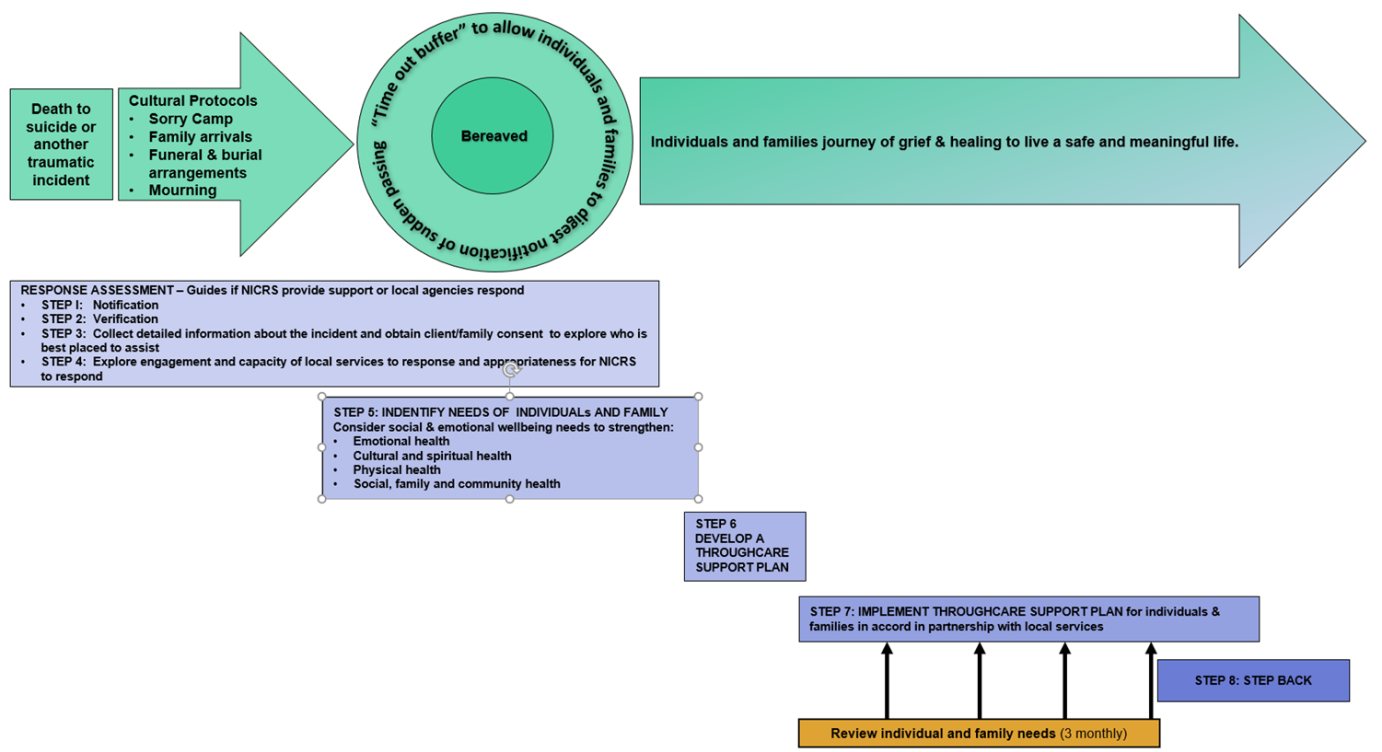 Death to
suicide or
another
traumatic
incident
Cultural Protocols
• Sorry Camp
• Family arrivals
• Funeral & burial
arrangements
• Mourning
“Time out buffer” to allow individuals and families to digest notification of sudden passing
Bereaved
Individuals and families journey of grief & healing to live a safe and meaningful life.
RESPONSE ASSESSMENT – Guides if NICRS provide support or local agencies respond
• STEP I: Notification
• STEP 2: Verification
• STEP 3: Collect detailed information about the incident and obtain client/family consent to explore who is
best placed to assist
• STEP 4: Explore engagement and capacity of local services to response and appropriateness for NICRS
to respond
STEP 5: INDENTIFY NEEDS OF INDIVIDUALs AND FAMILY
Consider social & emotional wellbeing needs to strengthen:
• Emotional health
• Cultural and spiritual health
• Physical health
• Social, family and community health
STEP 6
DEVELOP A
THROUGHCARE
SUPPORT PLAN
STEP 7: IMPLEMENT THROUGHCARE SUPPORT PLAN for individuals &
families in accord in partnership with local services
STEP 8: STEP BACK
Review individual and family needs (3 monthly)